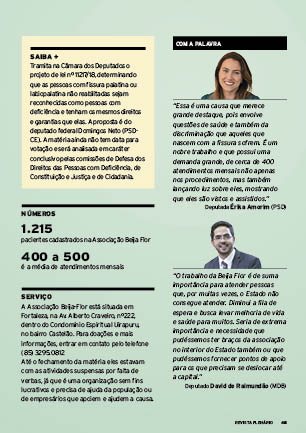 SAIBA +
Tramita na Câmara dos Deputados o
projeto de lei nº 11217/18, determinando
que as pessoas com fissura palatina ou
labiopalatina não reabilitadas sejam
reconhecidas como pessoas com
deficiência e tenham os mesmos direitos
e garantias que elas. A proposta é do
deputado federal Domingos Neto (PSD-
CE). A matéria ainda não tem data para
votação e será analisada em caráter
conclusivo pelas comissões de Defesa dos
Direitos das Pessoas com Deficiência, de
Constituição e Justiça e de Cidadania.
NÚMEROS
1.215
pacientes cadastrados na Associação Beija Flor
400 a 500
é a média de atendimentos mensais
SERVIÇO
A Associação Beija-Flor está situada em
Fortaleza, na Av. Alberto Craveiro, nº222,
dentro do Condomínio Espiritual Uirapuru,
no bairro Castelão. Para doações e mais
informações, entrar em contato pelo telefone
(85) 3295.0812
Até o fechamento da matéria eles estavam
com as atividades suspensas por falta de
verbas, já que é uma organização sem fins
lucrativos e precisa de ajuda da população ou
de empresários que apoiem e ajudem a causa.
COM A PALAVRA
"Essa é uma causa que merece
grande destaque, pois envolve
questões de saúde e também da
discriminação que aqueles que
nascem com a fissura sofrem. É um
nobre trabalho e que possui uma
demanda grande, de cerca de 400
atendimentos mensais não apenas
nos procedimentos, mas também
lançando luz sobre eles, mostrando
que eles são vistos e assistidos."
Deputada Érika Amorim (PSD)
"O trabalho da Beija Flor é de suma
importância para atender pessoas
que, por muitas vezes, o Estado não
consegue atender. Diminui a fila de
espera e busca levar melhoria de vida
e saúde para muitos. Seria de extrema
importância e necessidade que
pudéssemos ter braços da associação
no interior do Estado também ou que
pudéssemos fornecer pontos de apoio
para os que precisam se deslocar até
a capital."
Deputado Davi de Raimundão (MDB)
REVISTA PLENÁRIO